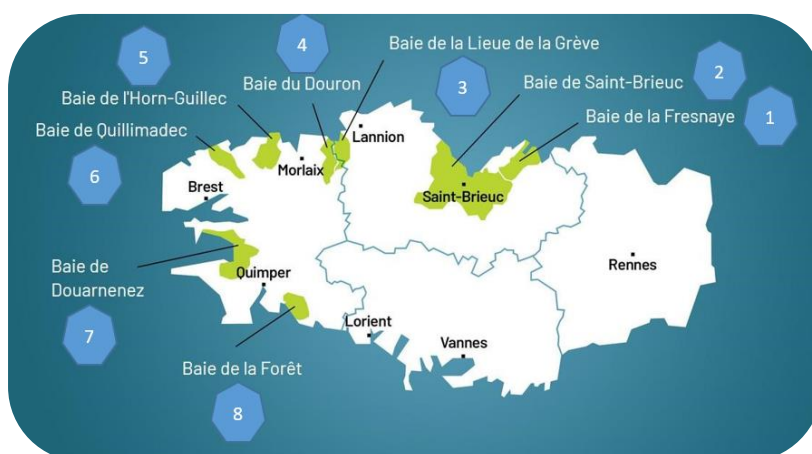 5
4
Baie de la Lieue de la Grève
3
2
Baie de l'Horn-Guillec
Baie du Douron
Baie de Saint-Brieuc
Baie de Quillimadec
Baie de la Fresnaye
1
6
Lannion
Morlaix
Brest
Saint-Brieuc
Baie de
Douarnenez
Quimper
Rennes
7
Lorient
Vannes
Baie de la Forêt
8